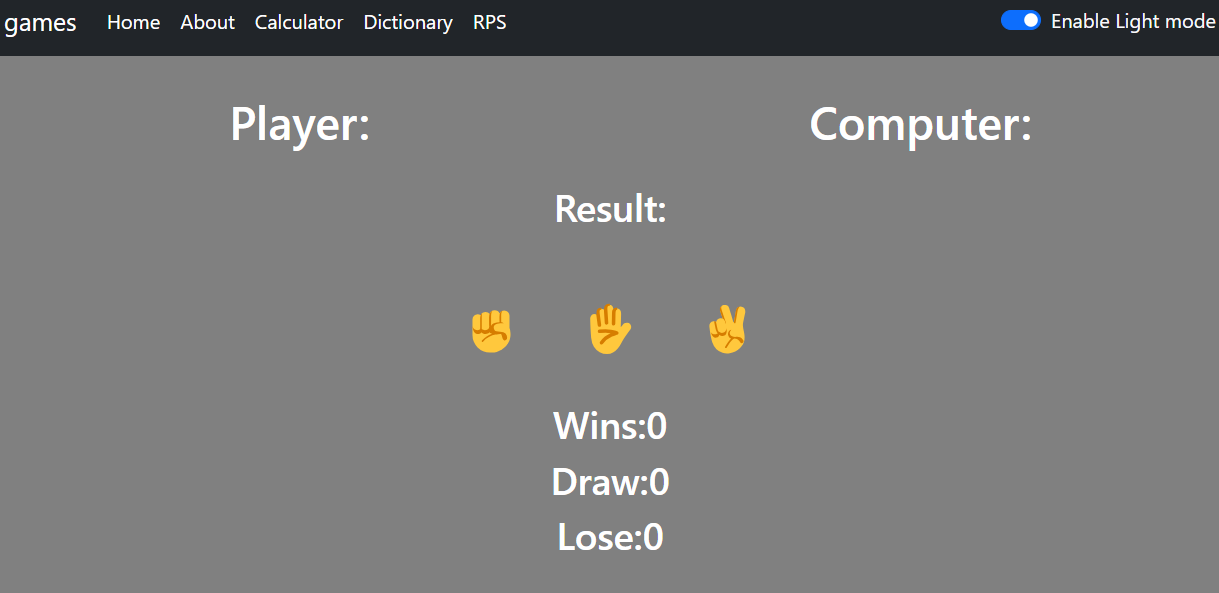 games Home About Calculator Dictionary RPS Enable Light mode
Player: Computer:
Result:
Wins:0
Draw:0
Lose:0